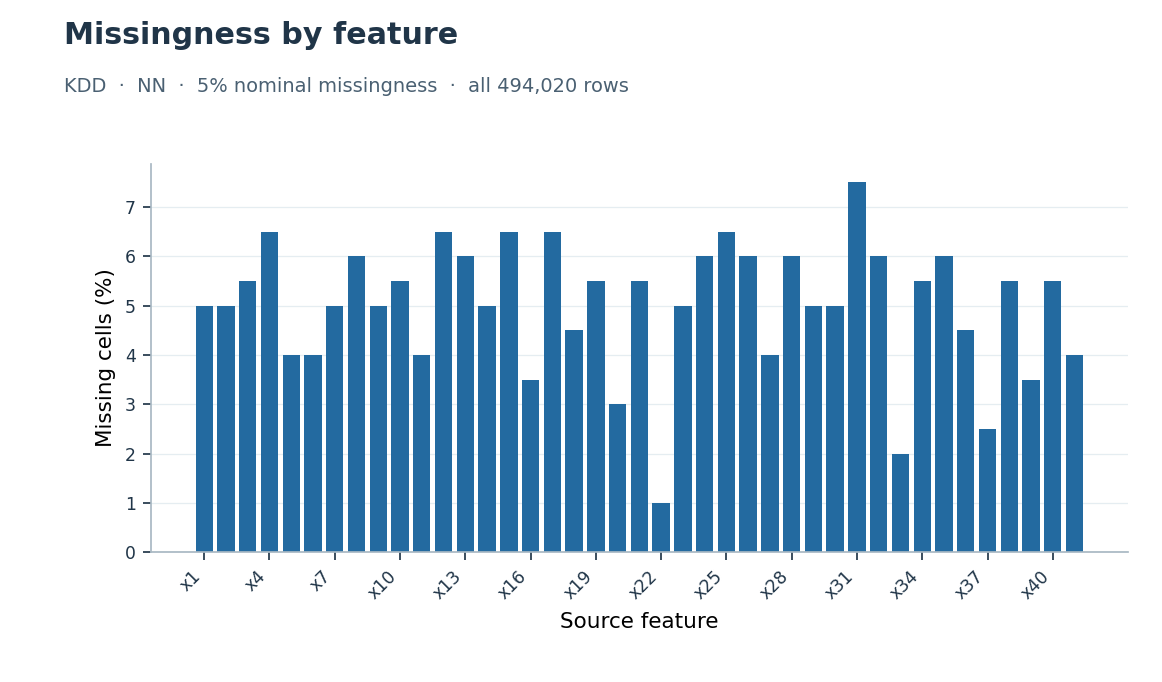 Missingness by feature
KDD · NN · 5% nominal missingness · all 494,020 rows
Missing cells (%)
7
6
5
4
3
2
1
0
x1 x4 x7 x10 x13 x16 x19 x22 x25 x28 x31 x34 x37 x40
Source feature